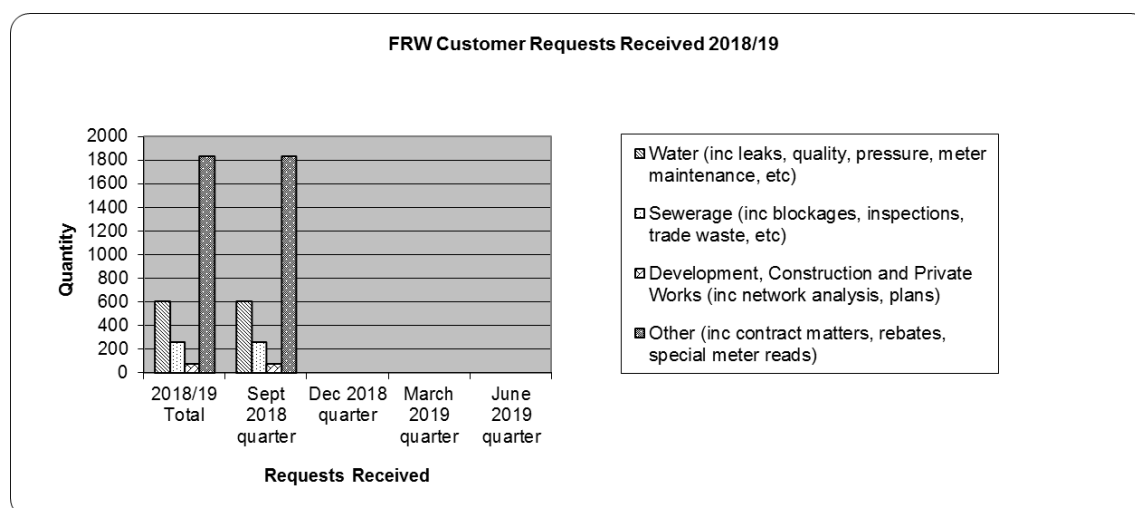 FRW Customer Requests Received 2018/19
Quantity
2000
1800
1600
1400
1200
1000
800
600
400
200
0
2018/19
Total
Sept
2018
quarter
Dec 2018
quarter
March
2019
quarter
June
2019
quarter
Requests Received
Water (inc leaks, quality, pressure, meter
maintenance, etc)
Sewerage (inc blockages, inspections,
trade waste, etc)
Development, Construction and Private
Works (inc network analysis, plans)
Other (inc contract matters, rebates,
special meter reads)